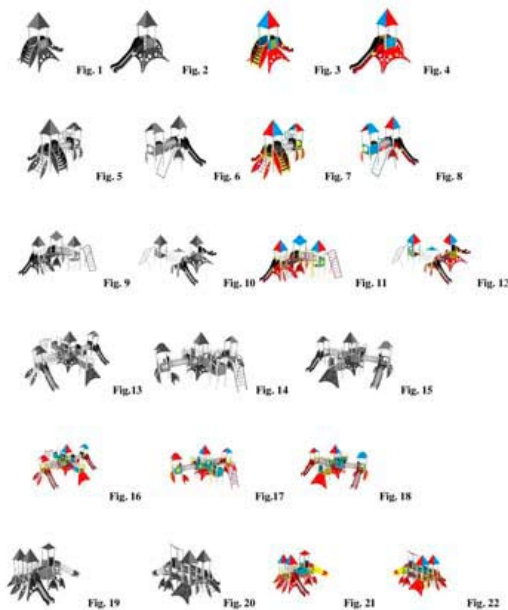 Fig. 1 Fig. 2 Fig. 3 Fig. 4
Fig. 5 Fig. 6 Fig. 7 Fig. 8
Fig. 9 Fig. 10 Fig. 11 Fig. 13
Fig.13 Fig. 14 Fig. 15
Fig. 16 Fig.17 Fig. 18
Fig. 19 Fig. 20 Fig. 21 Fig. 22